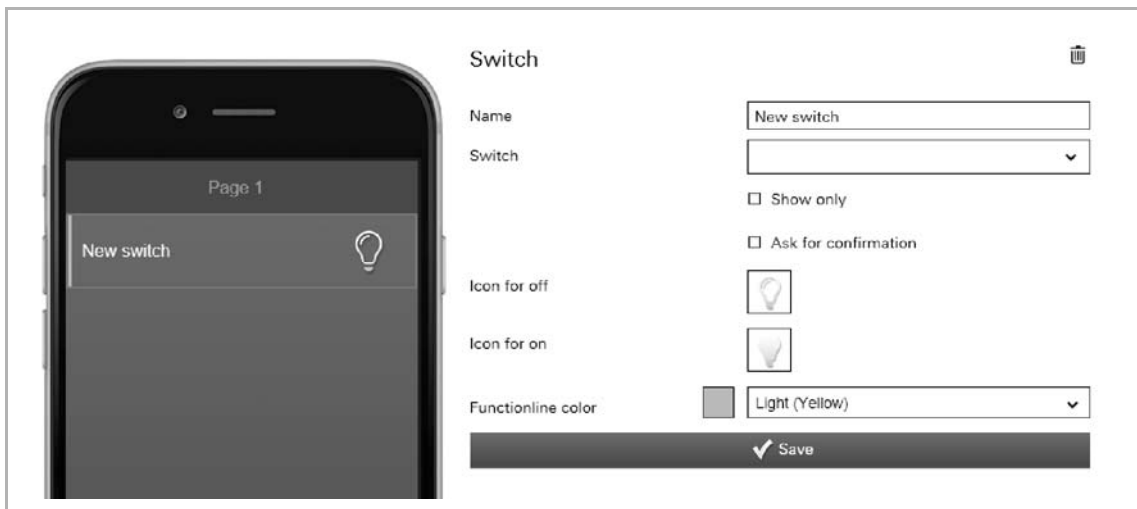 Page 1
New switch
Switch
Name
New switch
Switch
Show only
Ask for confirmation
Icon for off
Icon for on
Functionline color
Light (Yellow)
Save